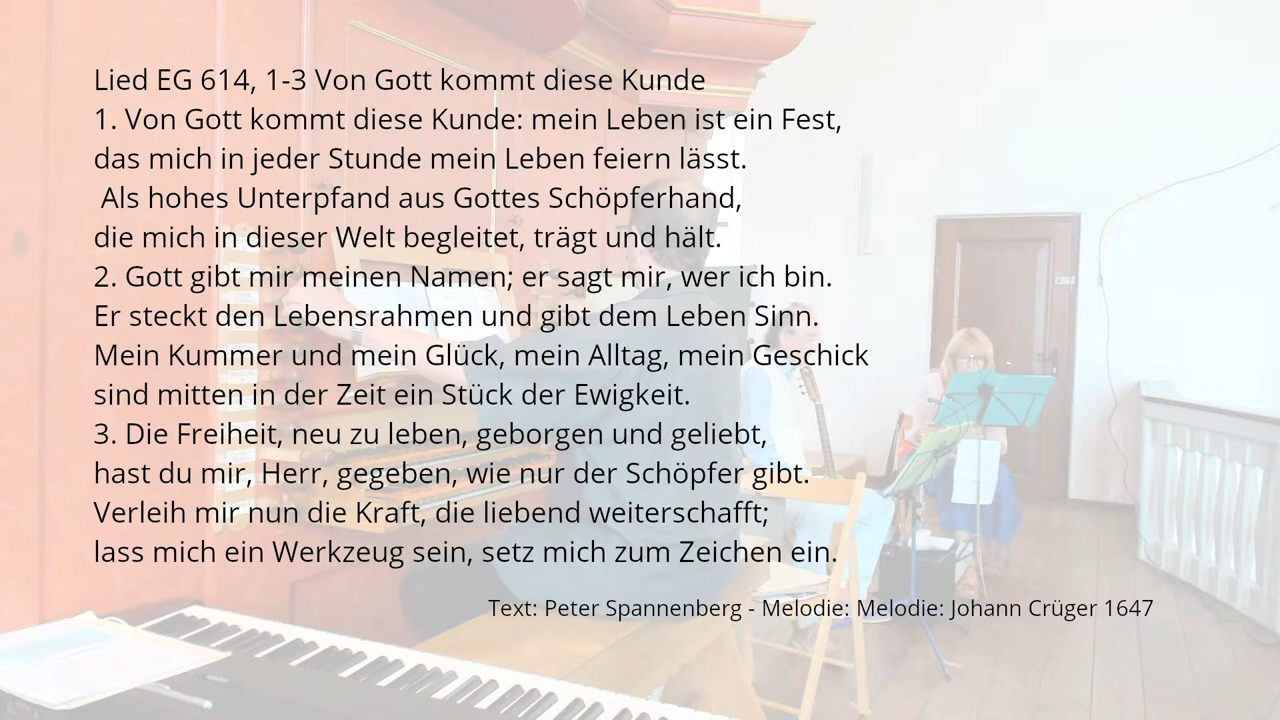 Lied EG 614, 1-3 Von Gott kommt diese Kunde
1. Von Gott kommt diese Kunde: mein Leben ist ein Fest,
das mich in jeder Stunde mein Leben feiern lässt.
Als hohes Unterpfand aus Gottes Schöpferhand,
die mich in dieser Welt begleitet, trägt und hält.
2. Gott gibt mir meinen Namen; er sagt mir, wer ich bin.
Er steckt den Lebensrahmen und gibt dem Leben Sinn.
Mein Kummer und mein Glück, mein Alltag, mein Geschick
sind mitten in der Zeit ein Stück der Ewigkeit.
3. Die Freiheit, neu zu leben, geborgen und geliebt,
hast du mir, Herr, gegeben, wie nur der Schöpfer gibt.
Verleih mir nun die Kraft, die liebend weiterschafft;
lass mich ein Werkzeug sein, setz mich zum Zeichen ein.
Text: Peter Spannenberg - Melodie: Melodie: Johann Crüger 1647